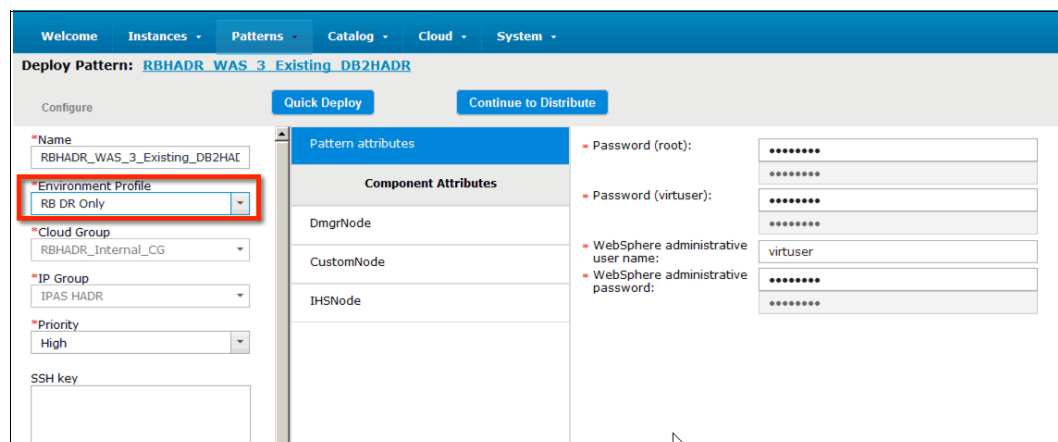 Welcome Instances Patterns Catalog Cloud System
Deploy Pattern: RBHADR_WAS_3_Existing_DB2HADR
Configure Quick Deploy Continue to Distribute
*Name
RBHADR_WAS_3_Existing_DB2HAD
*Environment Profile
RB DR Only
*Cloud Group
RBHADR_Internal_CG
*IP Group
IPAS HADR
*Priority
High
SSH key
Pattern attributes
Component Attributes
DmgrNode
CustomNode
IHSNode
* Password (root): ••••••••
••••••••
* Password (virtuser): ••••••••
••••••••
* WebSphere administrative
user name: virtuser
* WebSphere administrative
password: ••••••••
••••••••